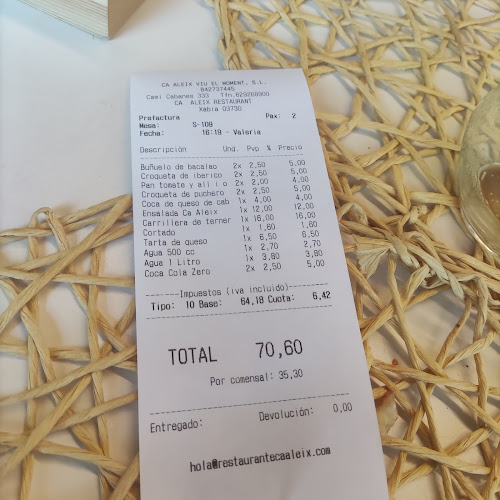 CA ALEIX VIU EL MOMENT, S.L.
B42737445
Camí Cabanes 333 Tfn.629208900
CA ALEIX RESTAURANT
Xabia 03730
Prefactura
Mesa: S-109 Pax: 2
Fecha: 16:19 - Valeria
Descripción Und. Pvp % Precio
Buñuelo de bacalao 2x 2,50 5,00
Croqueta de iberico 2x 2,50 5,00
Pan tomate y all i o 2x 2,00 4,00
Croqueta de puchero 2x 2,50 5,00
Coca de queso de cab 1x 4,00 4,00
Ensalada Ca Aleix 1x 12,00 12,00
Carrillera de terner 1x 16,00 16,00
Cortado 1x 1,60 1,60
Tarta de queso 1x 6,50 6,50
Agua 500 cc 1x 2,70 2,70
Agua 1 Litro 1x 3,80 3,80
Coca Cola Zero 2x 2,50 5,00
--------Impuestos (iva incluido)--------
Tipo: 10 Base: 64,18 Cuota: 6,42
TOTAL 70,60
Por comensal: 35,30
Entregado: Devolución: 0,00
hola@restaurantecaaleix.com